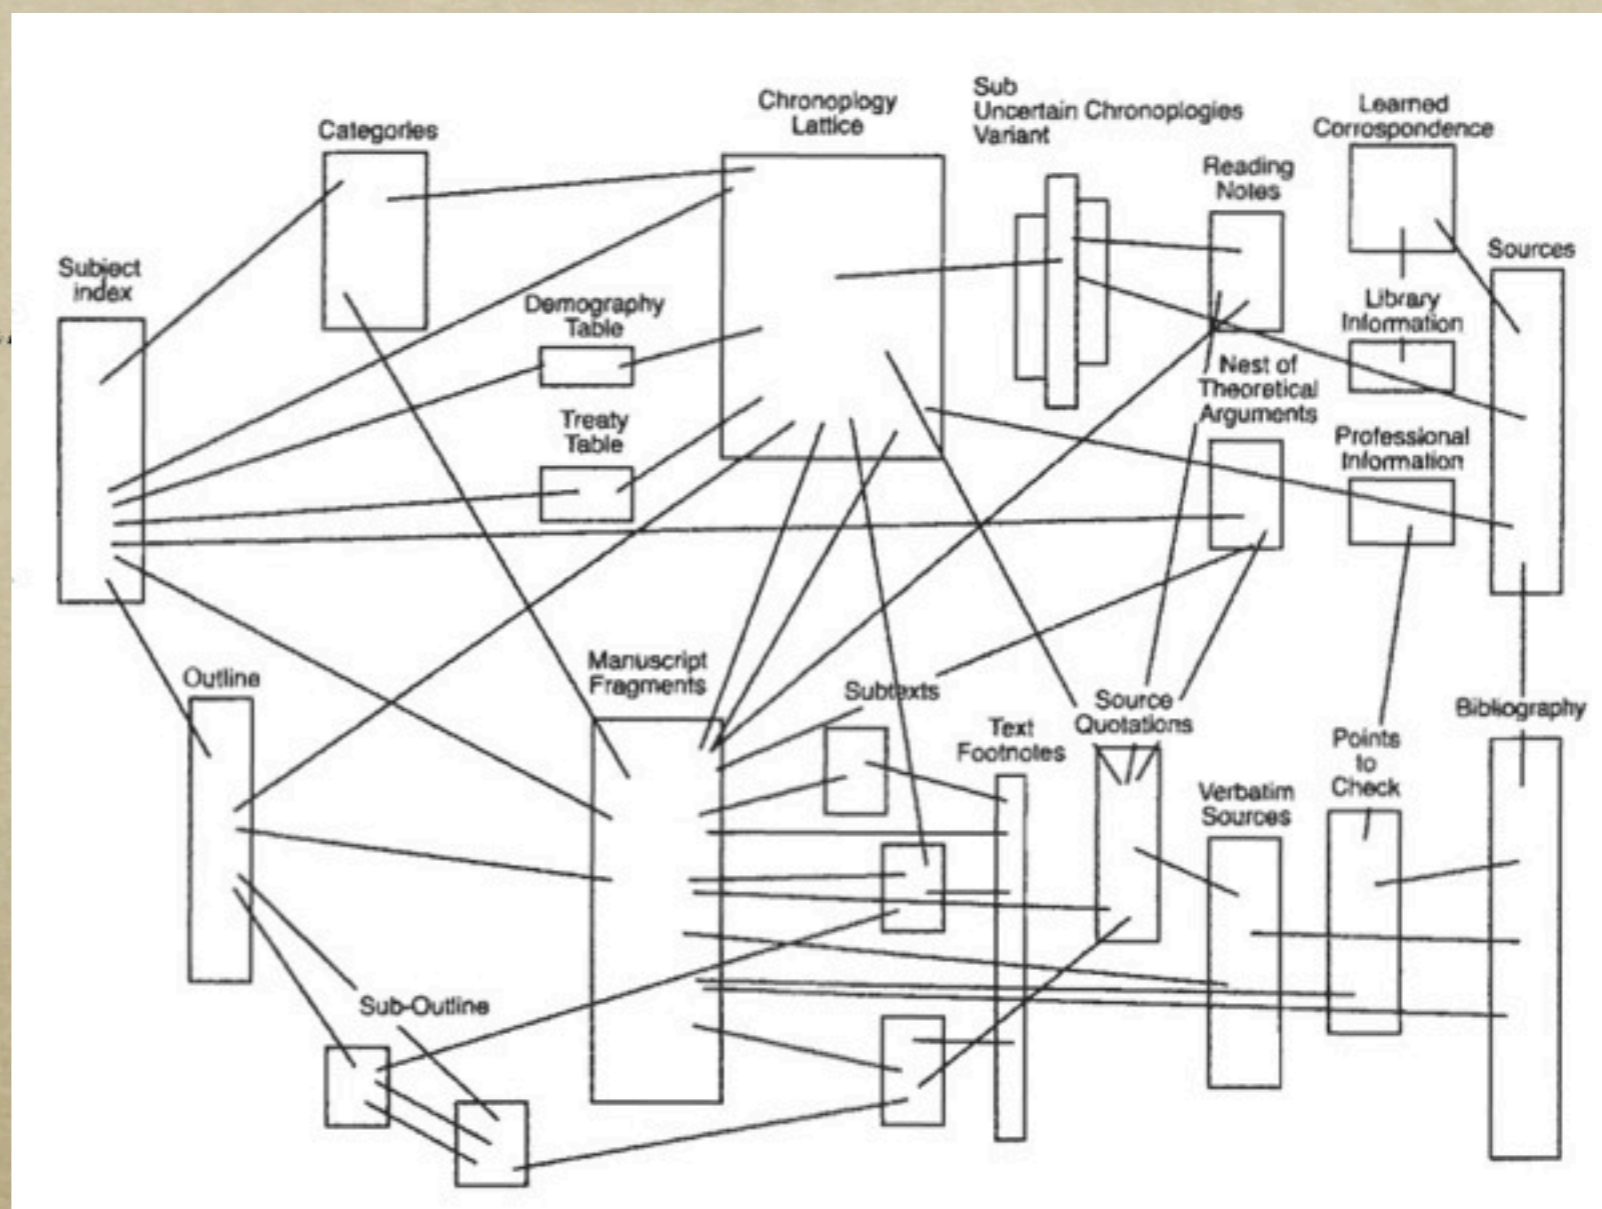 Categories
Chronoplogy
Lattice
Sub
Uncertain Chronoplogies
Variant
Learned
Corrospondence
Reading
Notes
Subject
index
Sources
Demography
Table
Library
Information
Nest of
Theoretical
Arguments
Treaty
Table
Professional
Information
Outline
Manuscript
Fragments
Subtexts
Source
Quotations
Text
Footnotes
Bibliography
Points
to
Check
Verbatim
Sources
Sub-Outline